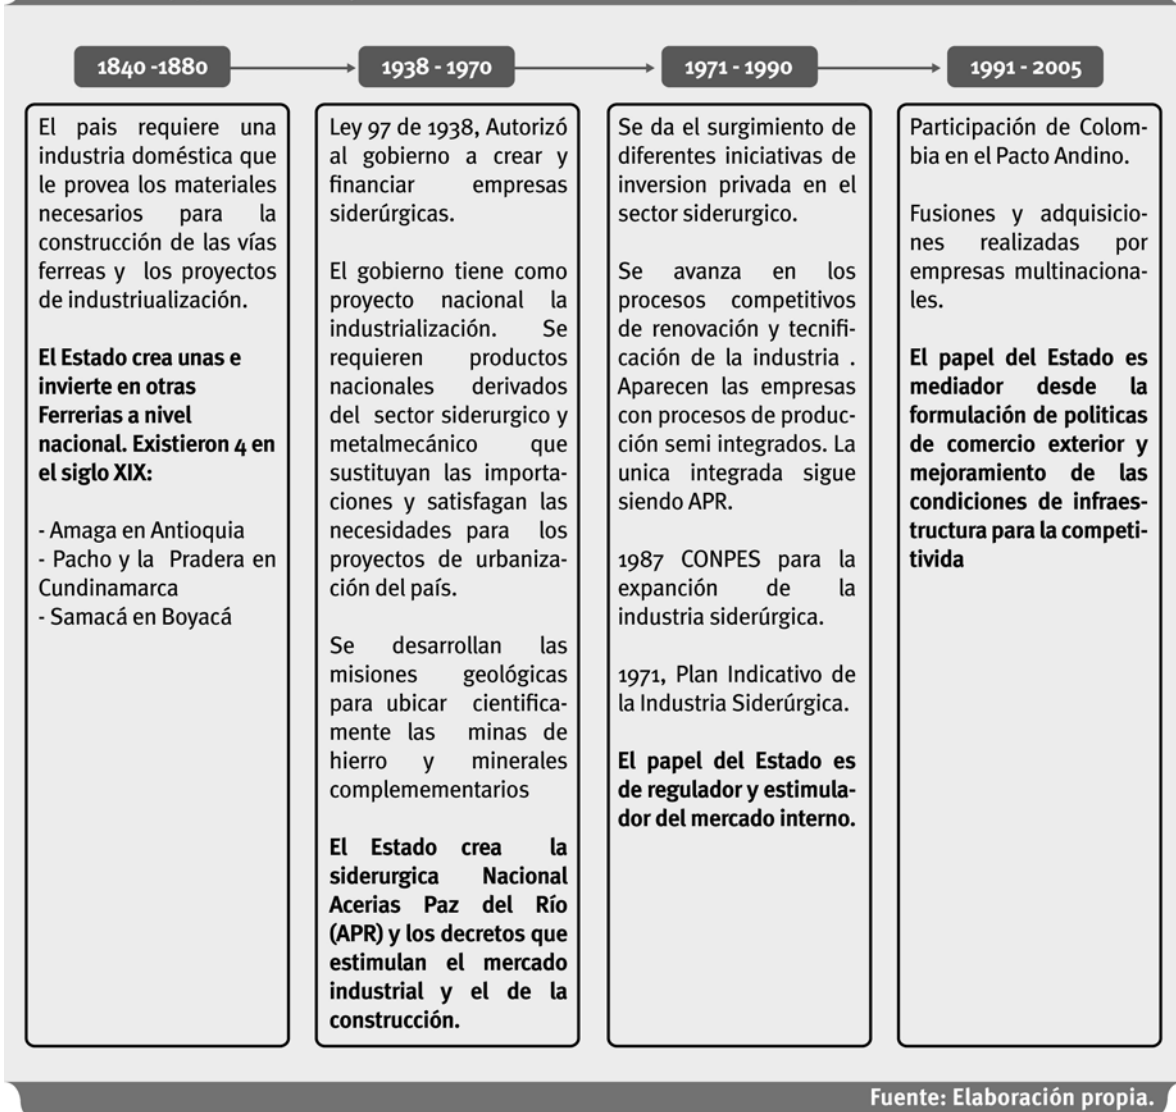 1840 -1880
1938 - 1970
1971 - 1990
1991 - 2005
El pais requiere una
industria doméstica que
le provea los materiales
necesarios para la
construcción de las vías
ferreas y los proyectos
de industriualización.
El Estado crea unas e
invierte en otras
Ferrerias a nivel
nacional. Existieron 4 en
el siglo XIX:
- Amaga en Antioquia
- Pacho y la Pradera en
Cundinamarca
- Samacá en Boyacá
Ley 97 de 1938, Autorizó
al gobierno a crear y
financiar empresas
siderúrgicas.
El gobierno tiene como
proyecto nacional la
industrialización. Se
requieren productos
nacionales derivados
del sector siderurgico y
metalmecánico que
sustituyan las importa-
ciones y satisfagan las
necesidades para los
proyectos de urbaniza-
ción del país.
Se desarrollan las
misiones geológicas
para ubicar cientifica-
mente las minas de
hierro y minerales
complemementarios
El Estado crea la
siderurgica Nacional
Acerias Paz del Río
(APR) y los decretos que
estimulan el mercado
industrial y el de la
construcción.
Se da el surgimiento de
diferentes iniciativas de
inversion privada en el
sector siderurgico.
Se avanza en los
procesos competitivos
de renovación y tecnifi-
cación de la industria .
Aparecen las empresas
con procesos de produc-
ción semi integrados. La
unica integrada sigue
siendo APR.
1987 CONPES para la
expanción de la
industria siderúrgica.
1971, Plan Indicativo de
la Industria Siderúrgica.
El papel del Estado es
de regulador y estimula-
dor del mercado interno.
Participación de Colom-
bia en el Pacto Andino.
Fusiones y adquisicio-
nes realizadas por
empresas multinaciona-
les.
El papel del Estado es
mediador desde la
formulación de politicas
de comercio exterior y
mejoramiento de las
condiciones de infraes-
tructura para la competi-
tivida
Fuente: Elaboración propia.